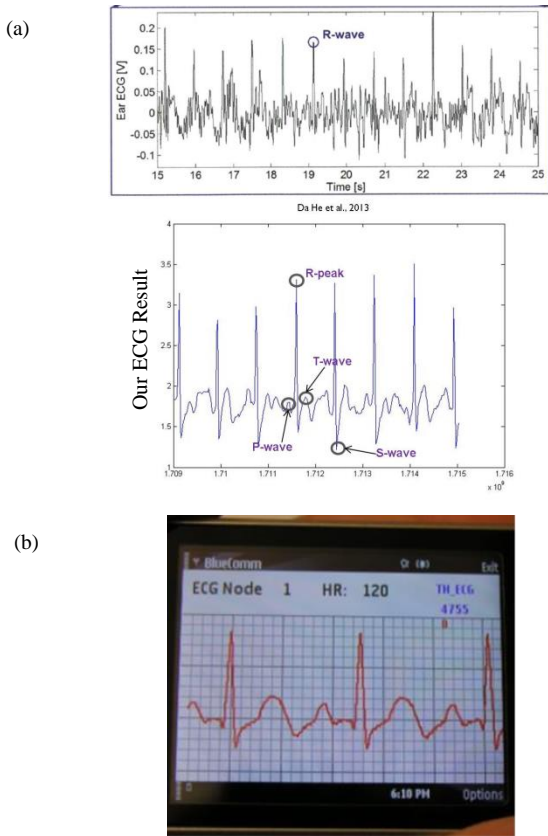 (a)
R-wave
Ear ECG [V]
0.2
0.15
0.1
0.05
0
-0.05
-0.1
15 16 17 18 19 20 21 22 23 24 25
Time [s]
Da He et al., 2013
Our ECG Result
4
3.5
3
2.5
2
1.5
1
R-peak
T-wave
P-wave
S-wave
1.709 1.71 1.711 1.712 1.713 1.714 1.715 1.716
(b)
BlueComm Exit
ECG Node 1 HR: 120 TH_ECG
4755
6:10 PM Options